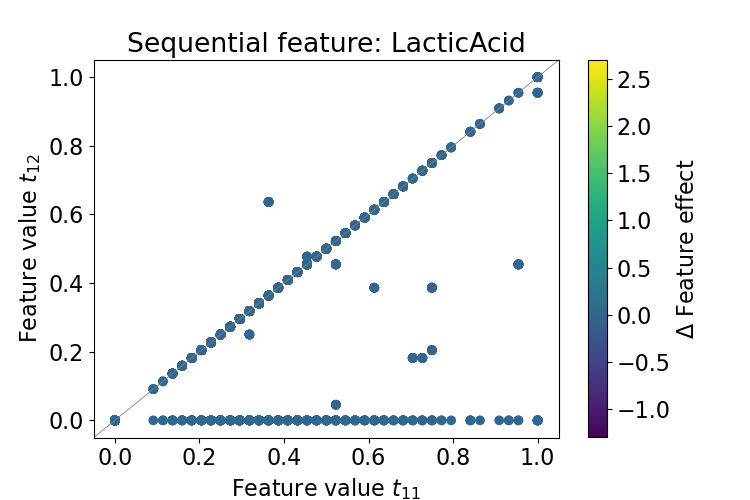 Sequential feature: LacticAcid
1.0
0.8
0.6
0.4
0.2
0.0
Feature value t12
0.0 0.2 0.4 0.6 0.8 1.0
Feature value t11
2.5
2.0
1.5
1.0
0.5
0.0
−0.5
−1.0
Δ Feature effect